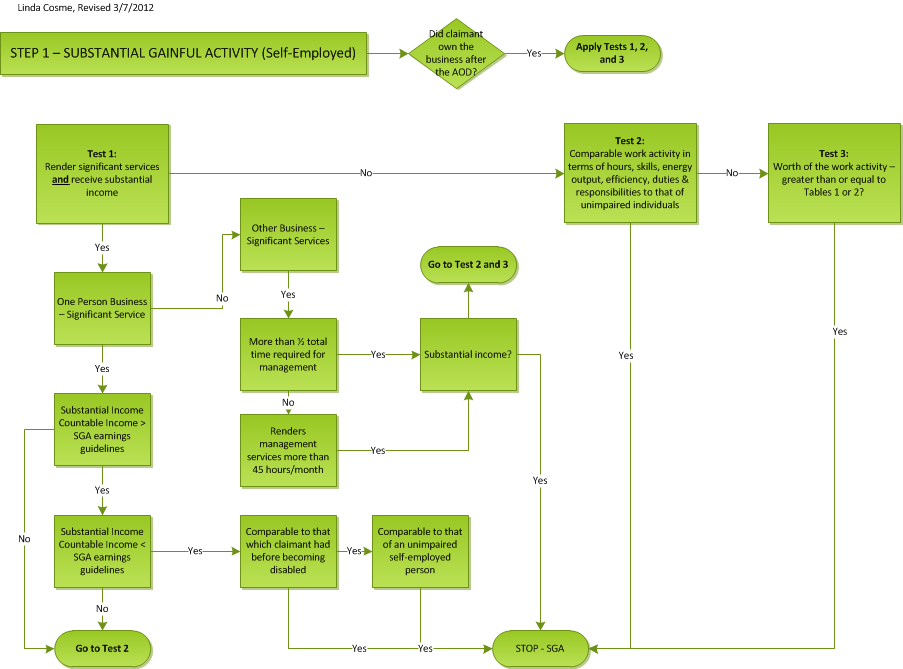 Linda Cosme, Revised 3/7/2012
STEP 1 – SUBSTANTIAL GAINFUL ACTIVITY (Self-Employed)
Did claimant
own the
business after
the AOD?
Yes
Apply Tests 1, 2,
and 3
Test 1:
Render significant services
and receive substantial
income
No
Test 2:
Comparable work activity in
terms of hours, skills, energy
output, efficiency, duties &
responsibilities to that of
unimpaired individuals
No
Test 3:
Worth of the work activity –
greater than or equal to
Tables 1 or 2?
Yes
Other Business –
Significant Services
One Person Business
– Significant Service
No
Yes
Go to Test 2 and 3
More than ½ total
time required for
management
Yes
Substantial income?
Yes
Yes
Yes
No
Substantial Income
Countable Income >
SGA earnings
guidelines
Renders
management
services more than
45 hours/month
Yes
Yes
Yes
No
Substantial Income
Countable Income <
SGA earnings
guidelines
Yes
Comparable to that
which claimant had
before becoming
disabled
Yes
Comparable to that
of an unimpaired
self-employed
person
No
Go to Test 2
Yes
Yes
STOP - SGA